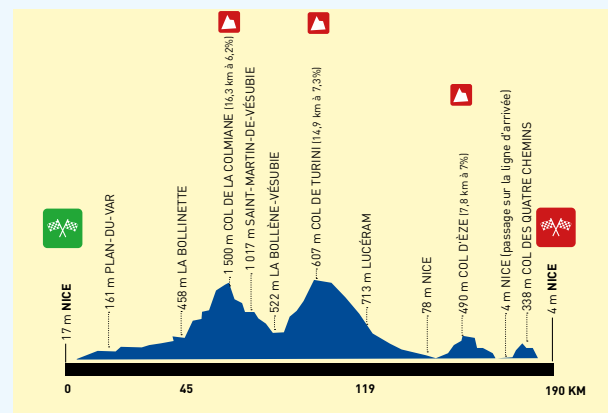 17 m NICE
161 m PLAN-DU-VAR
458 m LA BOLLINETTE
1 500 m COL DE LA COLMIANE (16,3 km à 6,2%)
1 017 m SAINT-MARTIN-DE-VÉSUBIE
522 m LA BOLLÈNE-VÉSUBIE
607 m COL DE TURINI (14,9 km à 7,3%)
713 m LUCÉRAM
78 m NICE
490 m COL D'ÈZE (7,8 km à 7%)
4 m NICE (passage sur la ligne d'arrivée)
338 m COL DES QUATRE CHEMINS
4 m NICE
0
45
119
190 KM